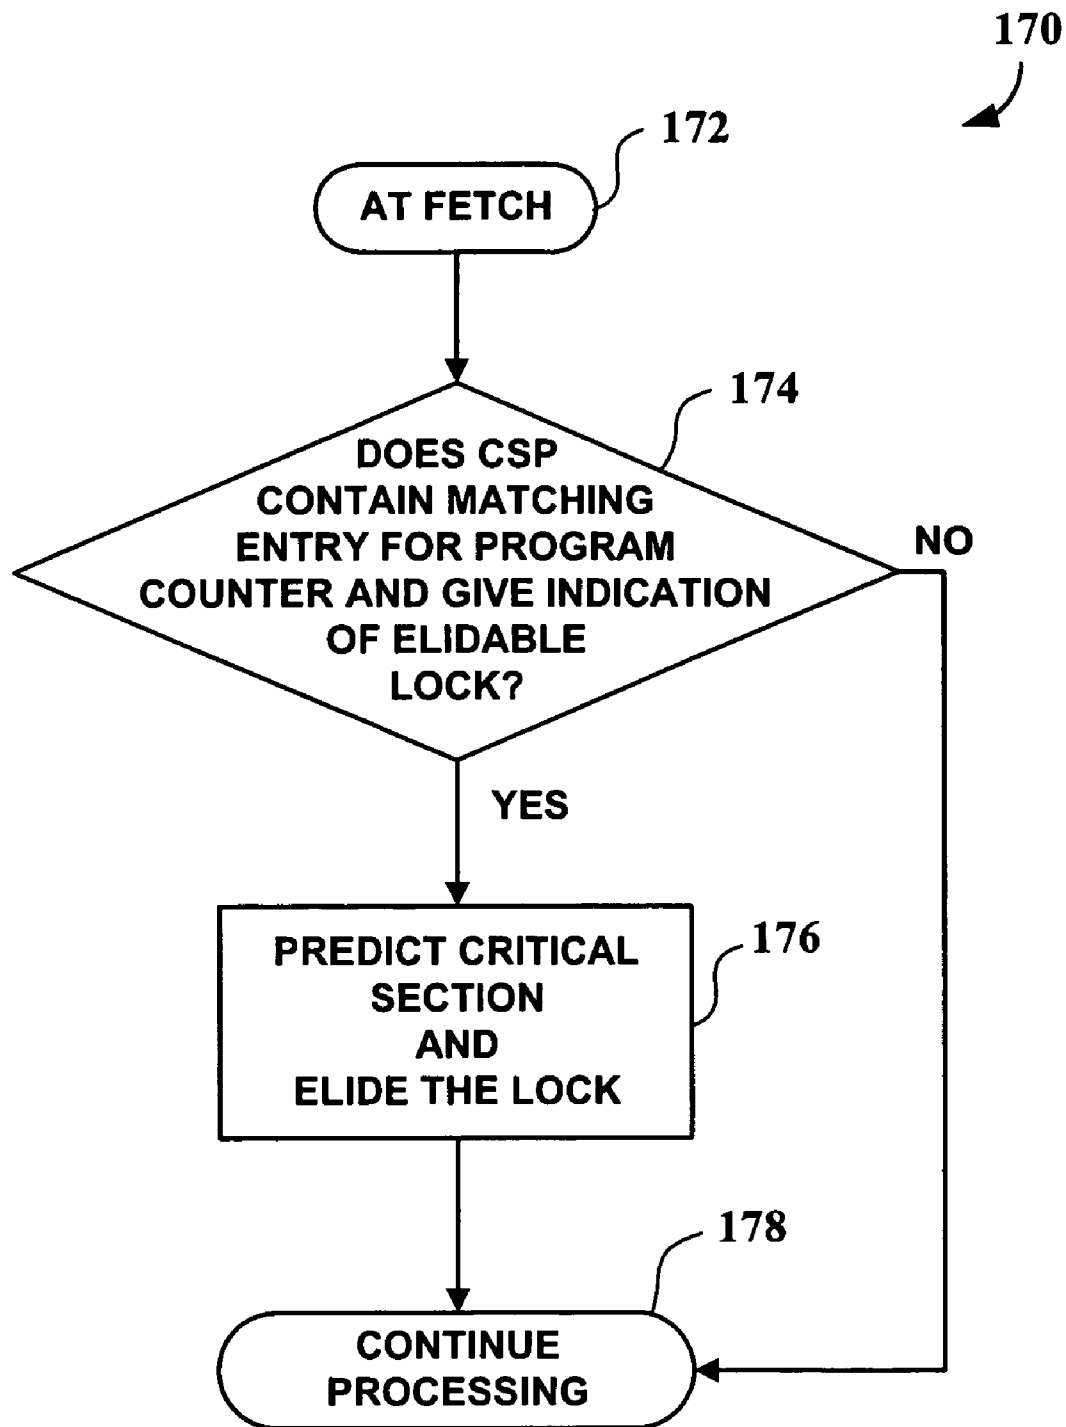 170
172
AT FETCH
174
DOES CSP
CONTAIN MATCHING
ENTRY FOR PROGRAM
COUNTER AND GIVE INDICATION
OF ELIDABLE
LOCK?
NO
YES
176
PREDICT CRITICAL
SECTION
AND
ELIDE THE LOCK
178
CONTINUE
PROCESSING